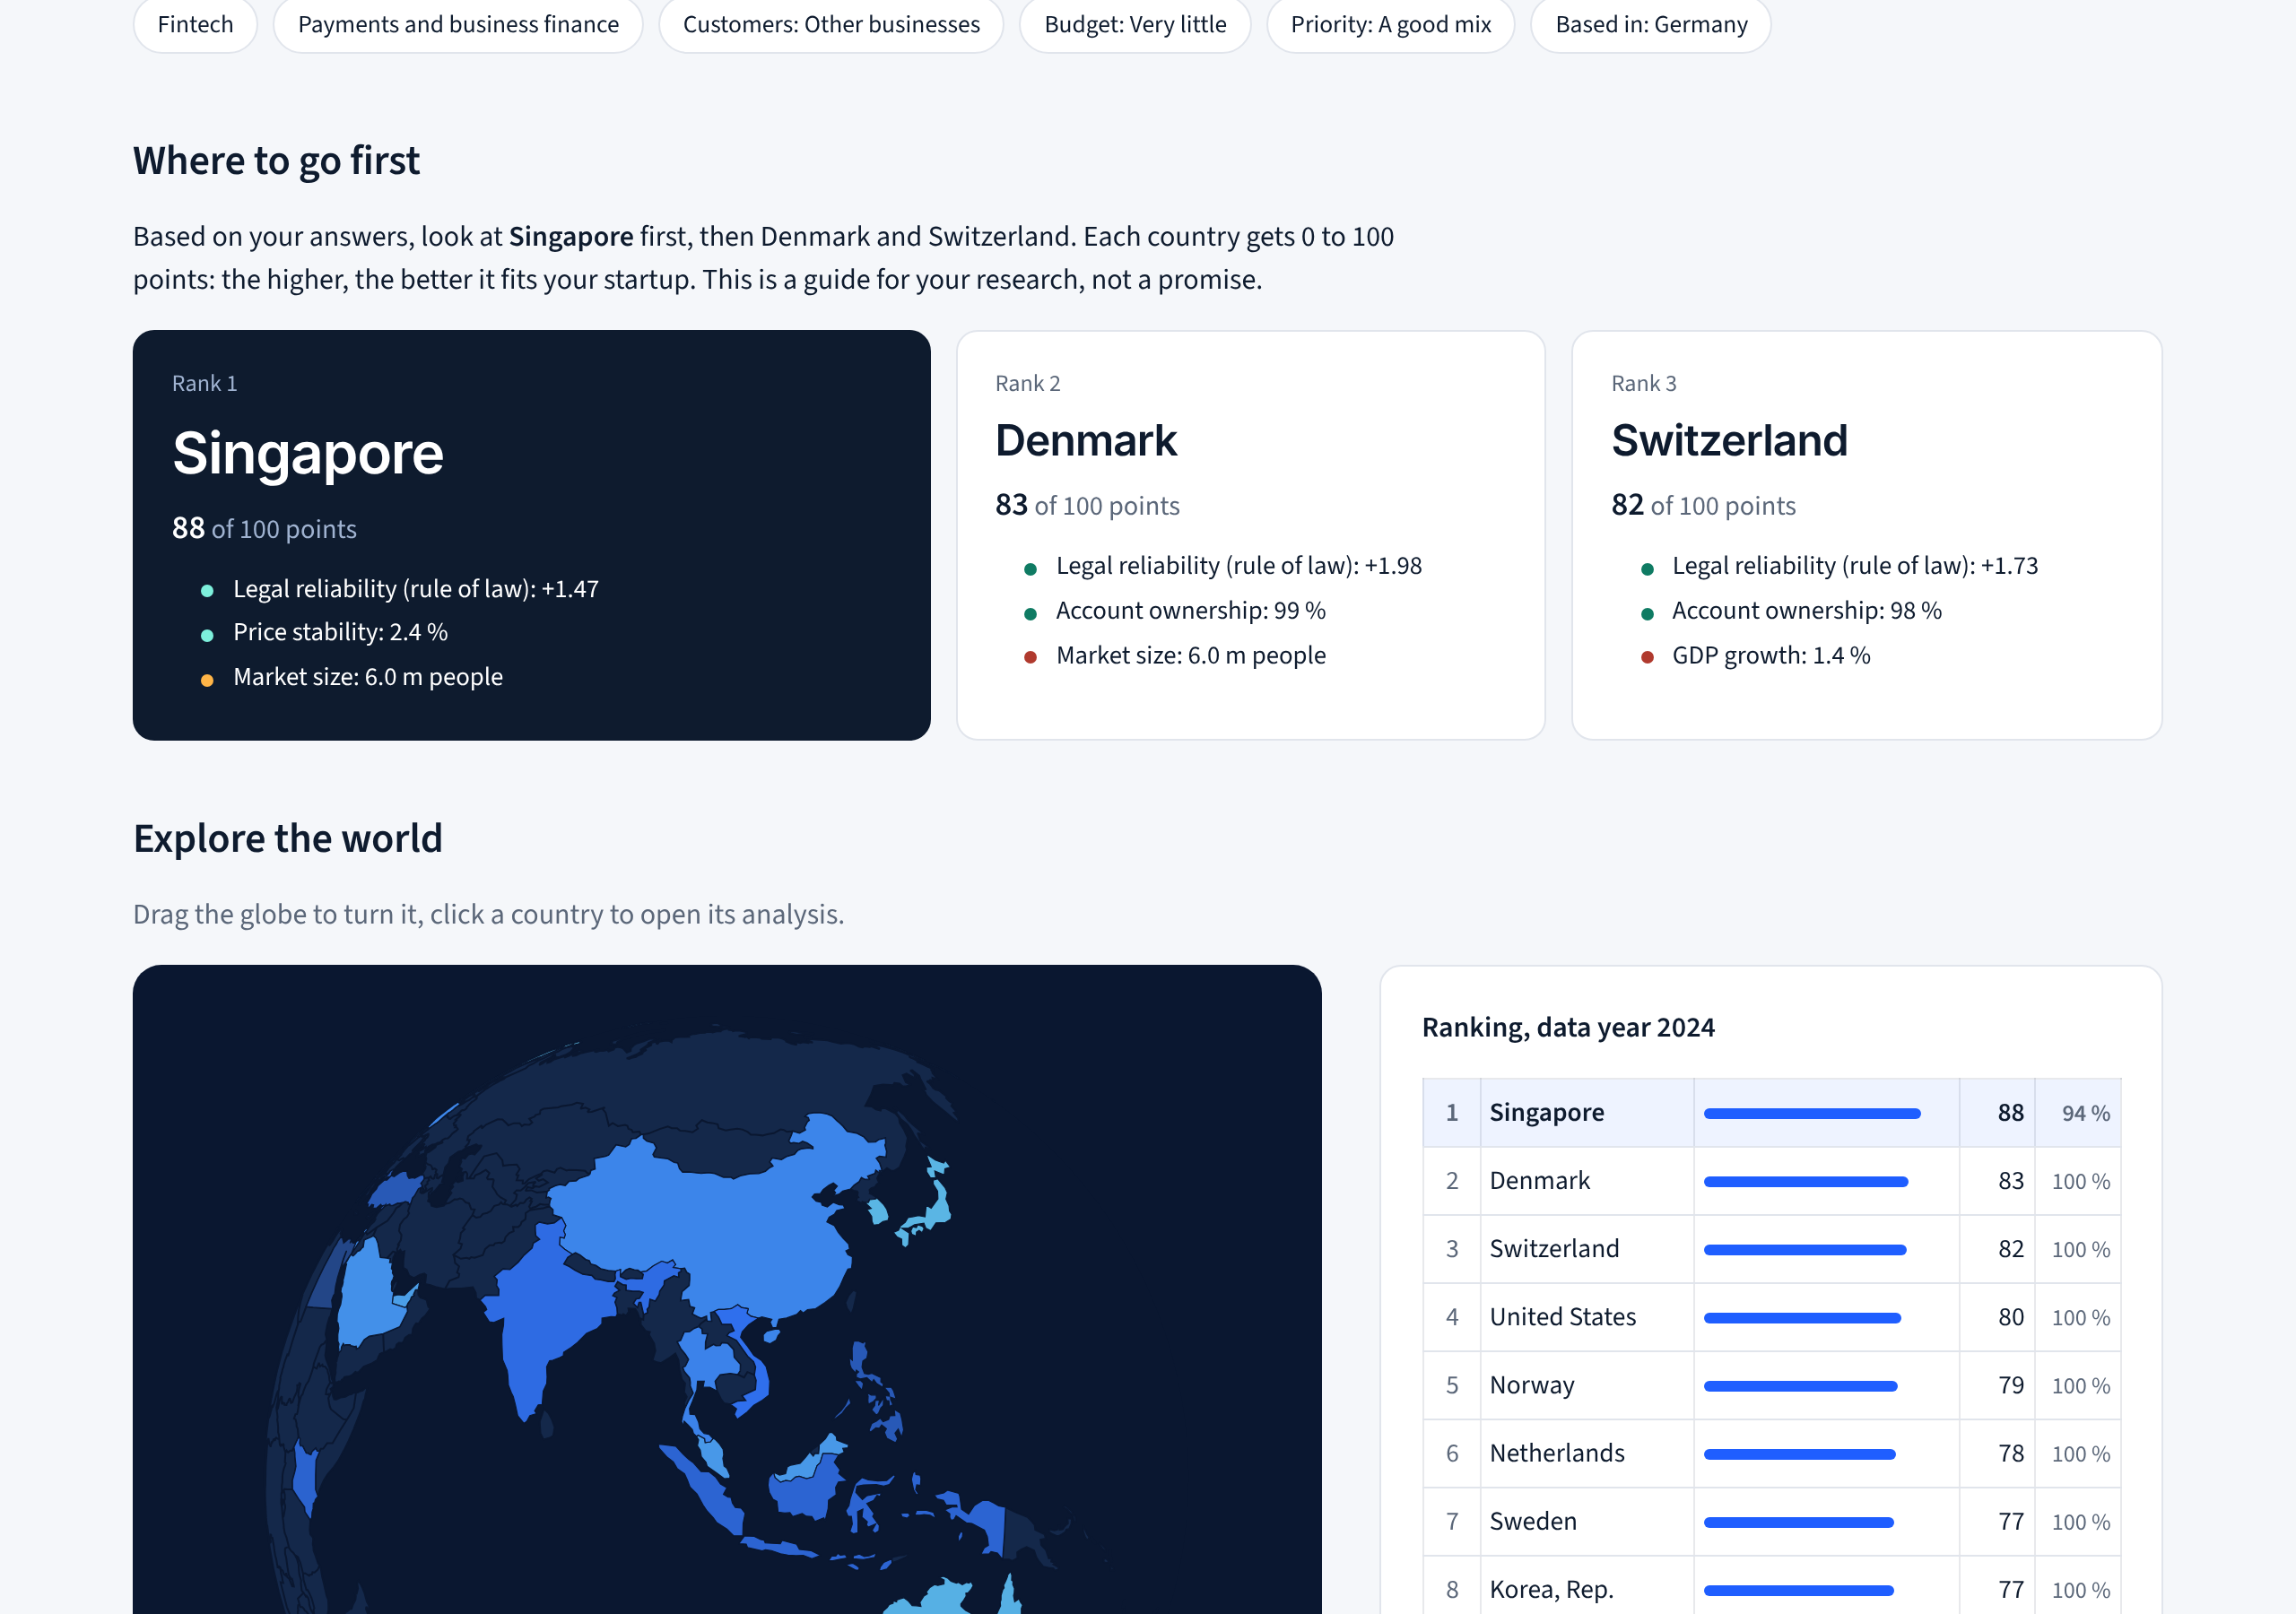 Fintech
Payments and business finance
Customers: Other businesses
Budget: Very little
Priority: A good mix
Based in: Germany
Where to go first
Based on your answers, look at Singapore first, then Denmark and Switzerland. Each country gets 0 to 100
points: the higher, the better it fits your startup. This is a guide for your research, not a promise.
Rank 1
Singapore
88 of 100 points
Legal reliability (rule of law): +1.47
Price stability: 2.4 %
Market size: 6.0 m people
Rank 2
Denmark
83 of 100 points
Legal reliability (rule of law): +1.98
Account ownership: 99 %
Market size: 6.0 m people
Rank 3
Switzerland
82 of 100 points
Legal reliability (rule of law): +1.73
Account ownership: 98 %
GDP growth: 1.4 %
Explore the world
Drag the globe to turn it, click a country to open its analysis.
Ranking, data year 2024
1 Singapore 88 94 %
2 Denmark 83 100 %
3 Switzerland 82 100 %
4 United States 80 100 %
5 Norway 79 100 %
6 Netherlands 78 100 %
7 Sweden 77 100 %
8 Korea, Rep. 77 100 %